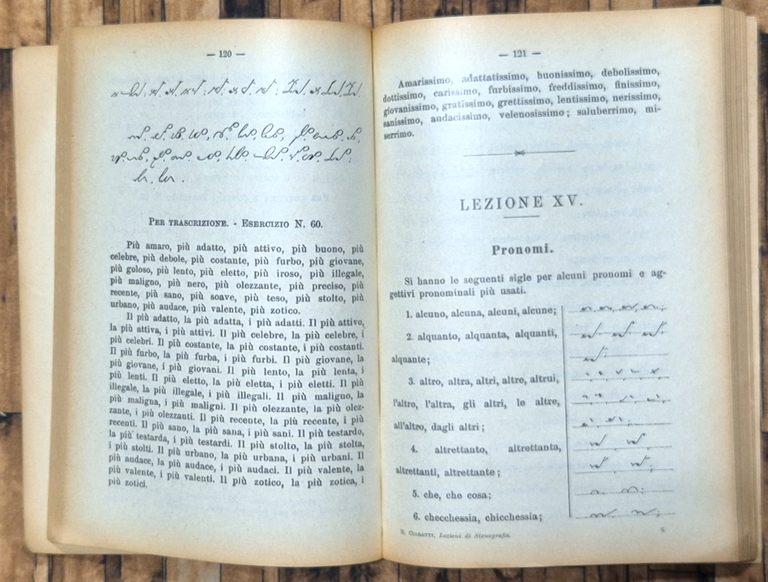 — 120 —
PER TRASCRIZIONE. - ESERCIZIO N. 60.
Più amaro, più adatto, più attivo, più buono, più
celebre, più debole, più costante, più furbo, più giovane,
più goloso, più lento, più eletto, più iroso, più illegale,
più maligno, più nero, più olezzante, più preciso, più
recente, più sano, più soave, più teso, più stolto, più
urbano, più audace, più valente, più zotico.
Il più adatto, la più adatta, i più adatti. Il più attivo,
la più attiva, i più attivi. Il più celebre, la più celebre, i
più celebri. Il più costante, la più costante, i più costanti.
Il più furbo, la più furba, i più furbi. Il più giovane, la
più giovane, i più giovani. Il più lento, la più lenta, i
più lenti. Il più eletto, la più eletta, i più eletti. Il più
illegale, la più illegale, i più illegali. Il più maligno, la
più maligna, i più maligni. Il più olezzante, la più olez-
zante, i più olezzanti. Il più recente, la più recente, i più
recenti. Il più sano, la più sana, i più sani. Il più testardo,
la più testarda, i più testardi. Il più stolto, la più stolta,
i più stolti. Il più urbano, la più urbana, i più urbani. Il
più audace, la più audace, i più audaci. Il più valente, la
più valente, i più valenti. Il più zotico, la più zotica, i
più zotici.
— 121 —
Amarissimo, adattatissimo, buonissimo, debolissimo,
dottissimo, carissimo, furbissimo, freddissimo, finissimo,
giovanissimo, gratissimo, grettissimo, lentissimo, nerissimo,
sanissimo, audacissimo, velenosissimo; saluberrimo, mi-
serrimo.
LEZIONE XV.
Pronomi.
Si hanno le seguenti sigle per alcuni pronomi e ag-
gettivi pronominali più usati.
1. alcuno, alcuna, alcuni, alcune;
2. alquanto, alquanta, alquanti,
alquante;
3. altro, altra, altri, altre, altrui,
l'altro, l'altra, gli altri, le altre,
all'altro, dagli altri;
4. altrettanto, altrettanta,
altrettanti, altrettante;
5. che, che cosa;
6. checchessia, chicchessia;
Lezioni di Stenografia.